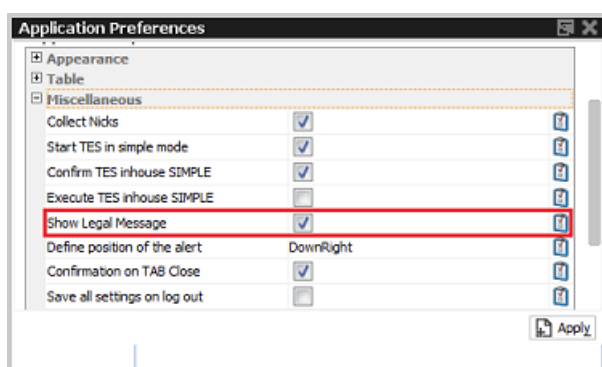 Application Preferences
Appearance
Table
Miscellaneous
Collect Nicks
Start TES in simple mode
Confirm TES inhouse SIMPLE
Execute TES inhouse SIMPLE
Show Legal Message
Define position of the alert DownRight
Confirmation on TAB Close
Save all settings on log out
Apply